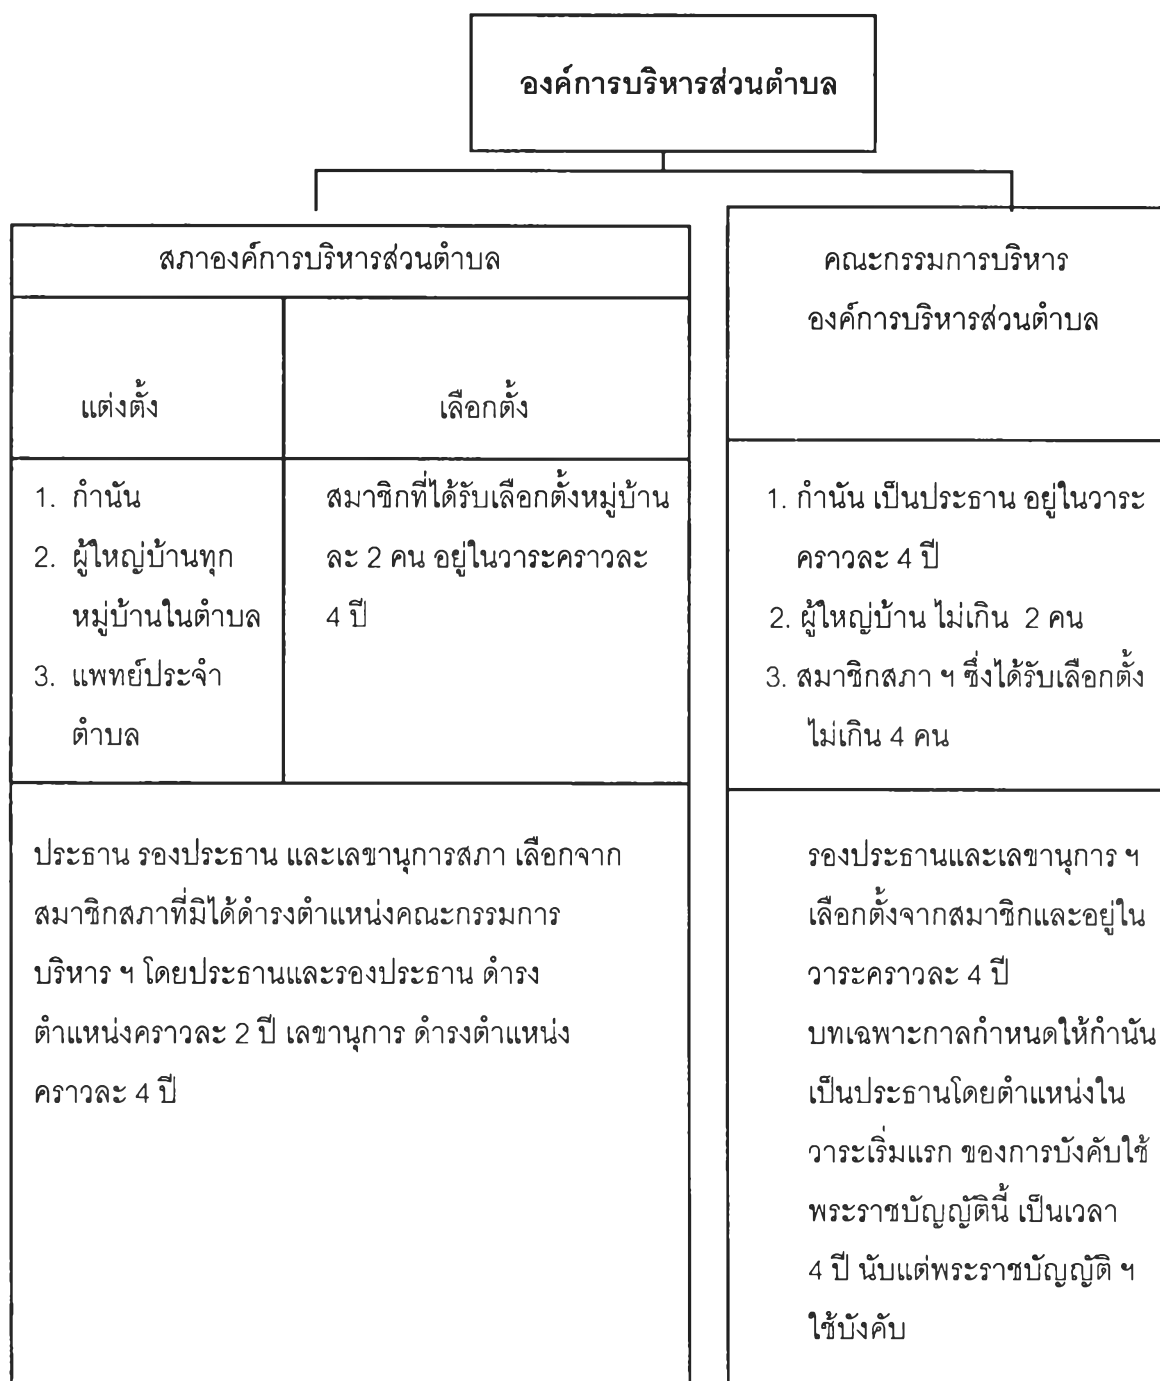 องค์การบริหารส่วนตำบล
สภาองค์การบริหารส่วนตำบล
แต่งตั้ง
เลือกตั้ง
1. กำนัน
2. ผู้ใหญ่บ้านทุก
หมู่บ้านในตำบล
3. แพทย์ประจำ
ตำบล
สมาชิกที่ได้รับเลือกตั้งหมู่บ้าน
ละ 2 คน อยู่ในวาระคราวละ
4 ปี
ประธาน รองประธาน และเลขานุการสภา เลือกจาก
สมาชิกสภาที่มิได้ดำรงตำแหน่งคณะกรรมการ
บริหาร ฯ โดยประธานและรองประธาน ดำรง
ตำแหน่งคราวละ 2 ปี เลขานุการ ดำรงตำแหน่ง
คราวละ 4 ปี
คณะกรรมการบริหาร
องค์การบริหารส่วนตำบล
1. กำนัน เป็นประธาน อยู่ในวาระ
คราวละ 4 ปี
2. ผู้ใหญ่บ้าน ไม่เกิน 2 คน
3. สมาชิกสภา ฯ ซึ่งได้รับเลือกตั้ง
ไม่เกิน 4 คน
รองประธานและเลขานุการ ฯ
เลือกตั้งจากสมาชิกและอยู่ใน
วาระคราวละ 4 ปี
บทเฉพาะกาลกำหนดให้กำนัน
เป็นประธานโดยตำแหน่งใน
วาระเริ่มแรก ของการบังคับใช้
พระราชบัญญัตินี้ เป็นเวลา
4 ปี นับแต่พระราชบัญญัติ ฯ
ใช้บังคับ